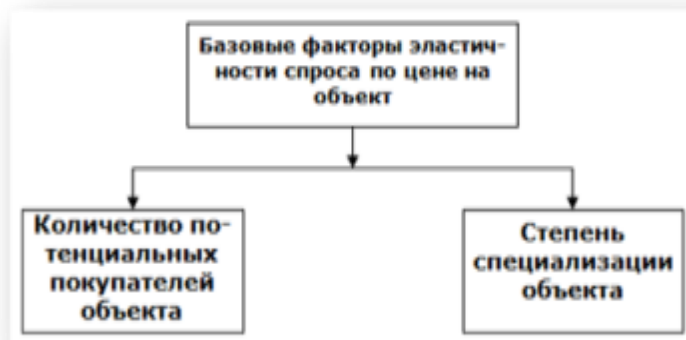 Базовые факторы эластич-
ности спроса по цене на
объект
Количество по-
тенциальных
покупателей
объекта
Степень
специализации
объекта